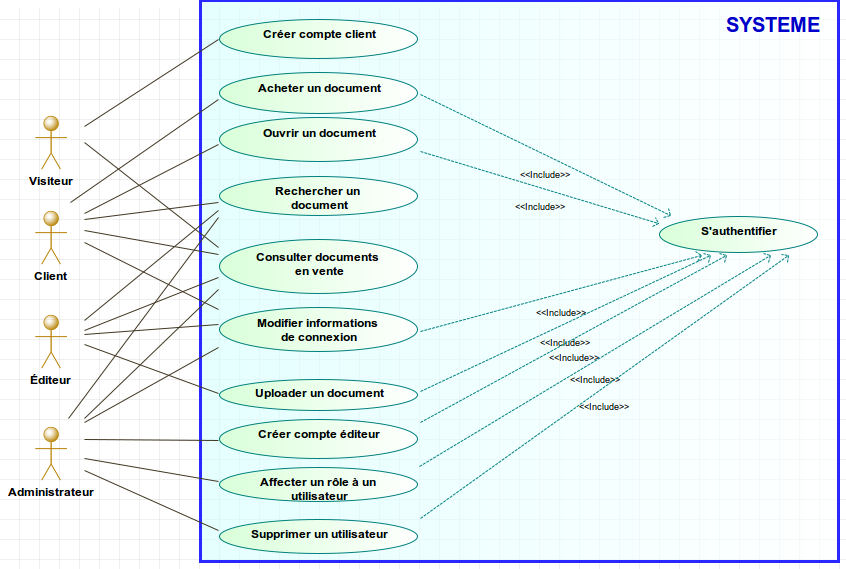 SYSTEME
Créer compte client
Acheter un document
Ouvrir un document
Visiteur
<<Include>>
Rechercher un
document
<<Include>>
S'authentifier
Client
Consulter documents
en vente
<<Include>>
Modifier informations
de connexion
<<Include>>
<<Include>>
Éditeur
<<Include>>
Uploader un document
<<Include>>
Créer compte éditeur
Administrateur
Affecter un rôle à un
utilisateur
Supprimer un utilisateur